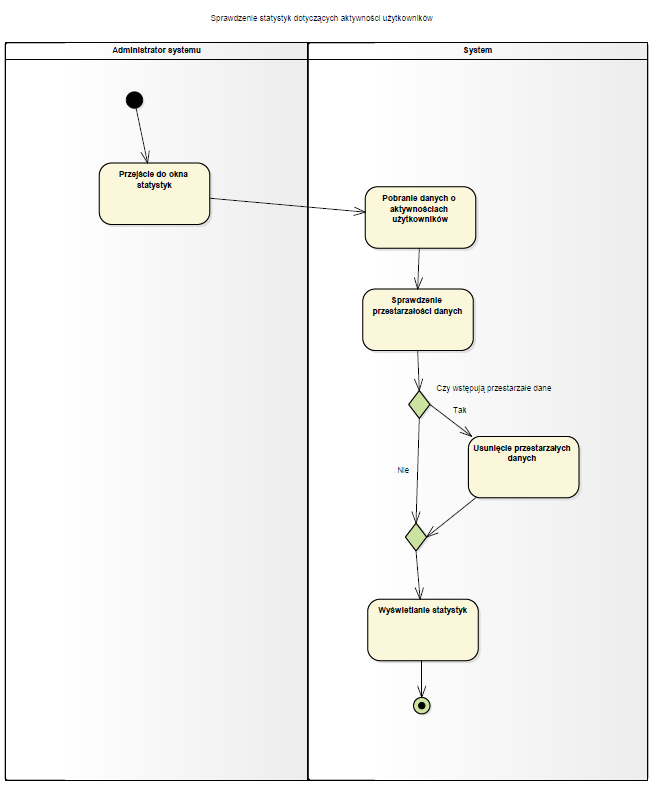 Sprawdzenie statystyk dotyczących aktywności użytkowników
Administrator systemu
System
Przejście do okna
statystyk
Pobranie danych o
aktywnościach
użytkowników
Sprawdzenie
przestarzałości danych
Czy wstępują przestarzałe dane
Tak
Usunięcie przestarzałych
danych
Nie
Wyświetlanie statystyk